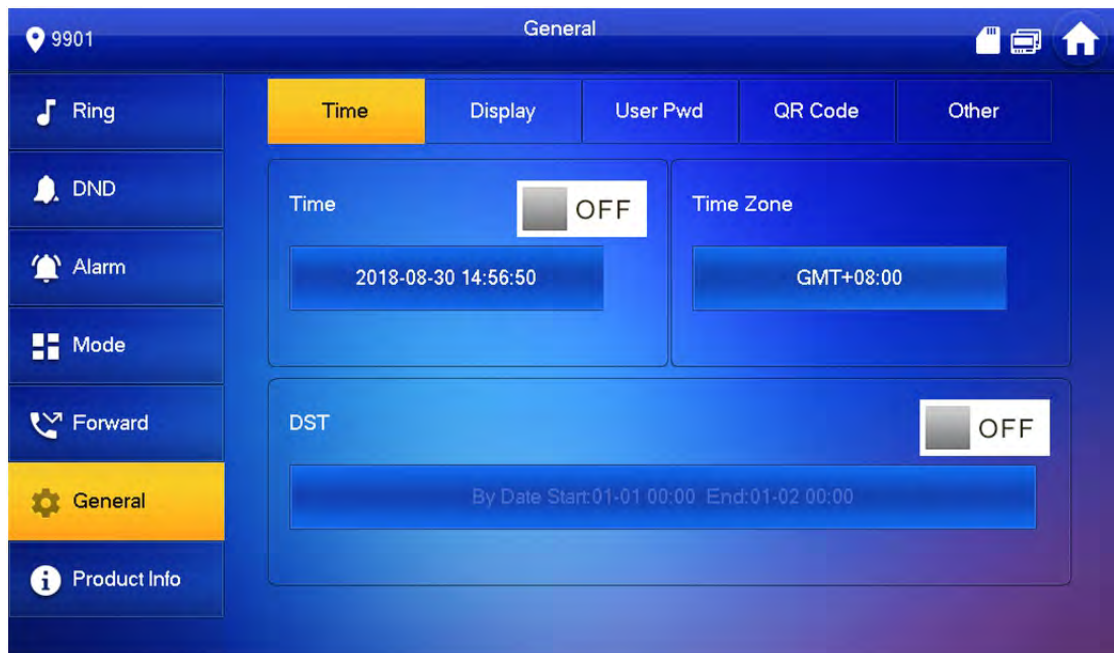 9901
General
Ring
DND
Alarm
Mode
Forward
General
Product Info
Time
Display
User Pwd
QR Code
Other
Time
OFF
2018-08-30 14:56:50
Time Zone
GMT+08:00
DST
OFF
By Date Start:01-01 00:00 End:01-02 00:00